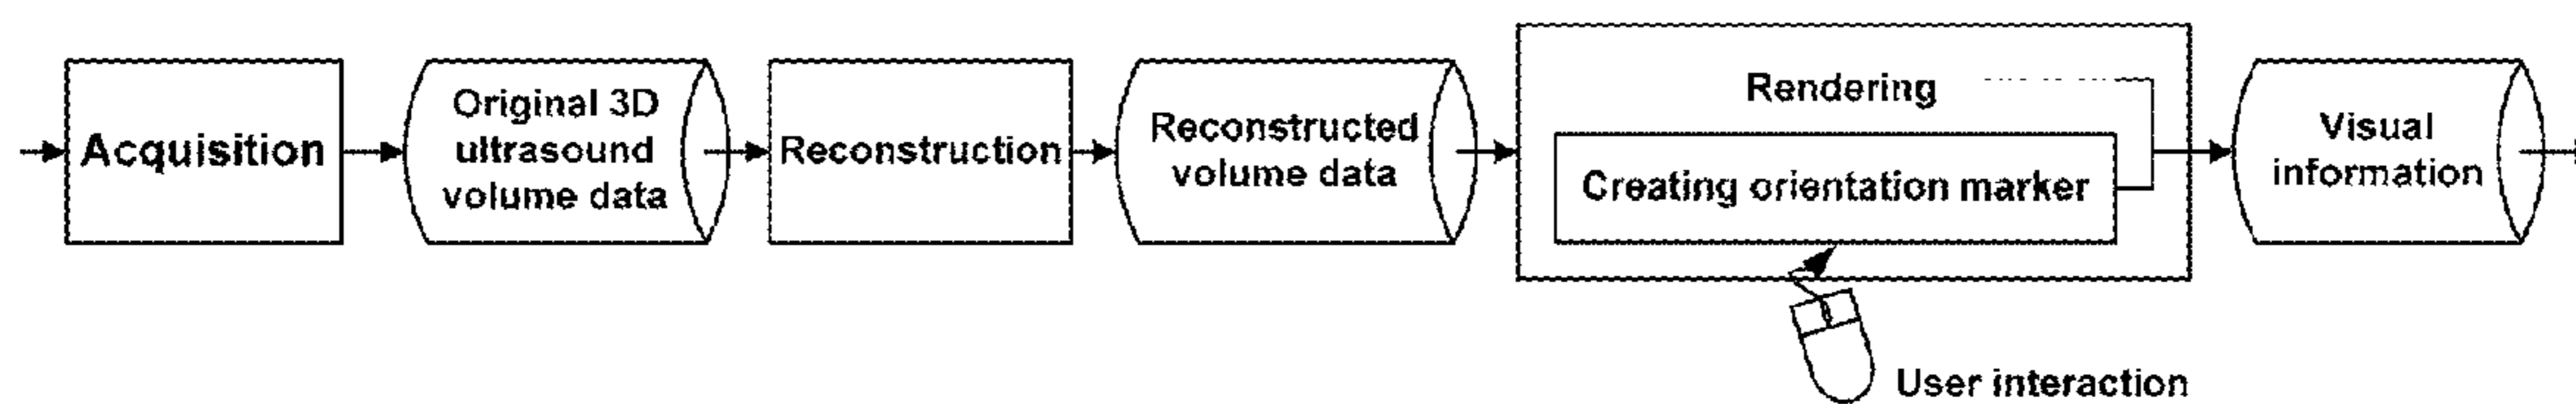 Acquisition
Original 3D
ultrasound
volume data
Reconstruction
Reconstructed
volume data
Rendering
Creating orientation marker
User interaction
Visual
information